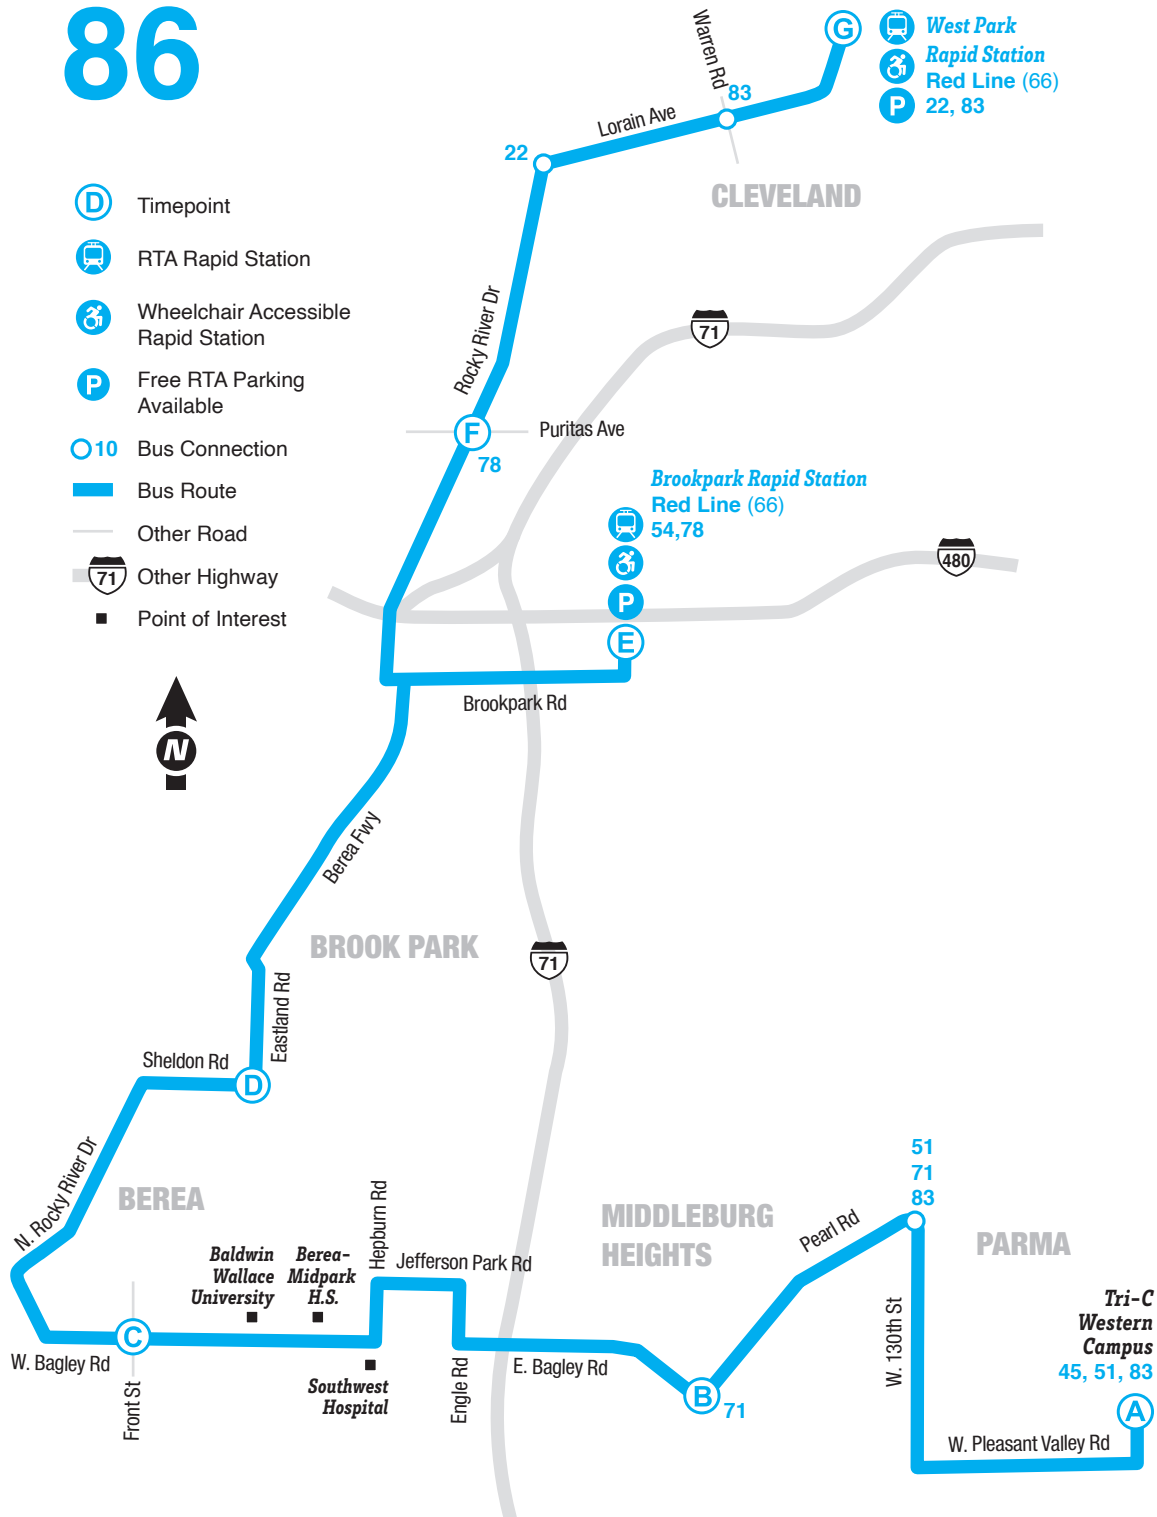 86
D Timepoint
RTA Rapid Station
Wheelchair Accessible
Rapid Station
P Free RTA Parking
Available
10 Bus Connection
Bus Route
Other Road
71 Other Highway
Point of Interest
N
G
West Park
Rapid Station
Red Line (66)
P 22, 83
Warren Rd
83
Lorain Ave
22
CLEVELAND
Rocky River Dr
71
F
Puritas Ave
78
Brookpark Rapid Station
Red Line (66)
54,78
P
E
480
Brookpark Rd
Berea Fwy
BROOK PARK
71
Eastland Rd
Sheldon Rd
D
N. Rocky River Dr
BEREA
Baldwin
Wallace
University
Berea-
Midpark
H.S.
Hepburn Rd
Jefferson Park Rd
C
W. Bagley Rd
Front St
Southwest
Hospital
Engle Rd
E. Bagley Rd
MIDDLEBURG
HEIGHTS
B
71
Pearl Rd
51
71
83
PARMA
W. 130th St
Tri-C
Western
Campus
45, 51, 83
A
W. Pleasant Valley Rd